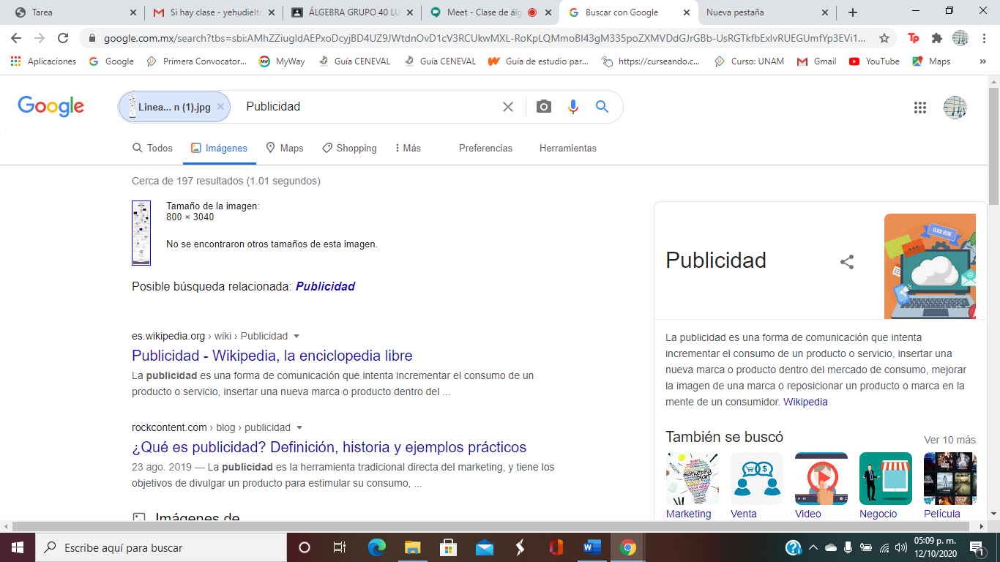 Tarea
Si hay clase - yehudielto
ÁLGEBRA GRUPO 40 LU
Meet - Clase de álg
Buscar con Google
Nueva pestaña
google.com.mx/search?tbs=sbi:AMhZZiugIdAEPxoDcyjBD4UZ9JWtdnOvD1cV3RCUkwMXL-RoKpLQMmoBI43gM335poZXMVDdGJrGBb-UsRGTkfbExIvRUEGUmfYp3EVi1...
Aplicaciones
Google
Primera Convocator...
MyWay
Guía CENEVAL
Guía CENEVAL
Guía de estudio par...
https://curseando.c...
Curso: UNAM
Gmail
YouTube
Maps
»
Google
Linea... n (1).jpg
Publicidad
Todos
Imágenes
Maps
Shopping
Más
Preferencias
Herramientas
Cerca de 197 resultados (1.01 segundos)
Tamaño de la imagen:
800 × 3040
No se encontraron otros tamaños de esta imagen.
Posible búsqueda relacionada: Publicidad
es.wikipedia.org › wiki › Publicidad
Publicidad - Wikipedia, la enciclopedia libre
La publicidad es una forma de comunicación que intenta incrementar el consumo de un
producto o servicio, insertar una nueva marca o producto dentro del ...
rockcontent.com › blog › publicidad
¿Qué es publicidad? Definición, historia y ejemplos prácticos
23 ago. 2019 — La publicidad es la herramienta tradicional directa del marketing, y tiene los
objetivos de divulgar un producto para estimular su consumo, ...
Imágenes de
Publicidad
CLICK HERE
La publicidad es una forma de comunicación que intenta
incrementar el consumo de un producto o servicio, insertar una
nueva marca o producto dentro del mercado de consumo, mejorar
la imagen de una marca o reposicionar un producto o marca en la
mente de un consumidor. Wikipedia
También se buscó
Ver 10 más
Marketing
Venta
Video
Negocio
Película
Escribe aquí para buscar
05:09 p. m.
12/10/2020
1